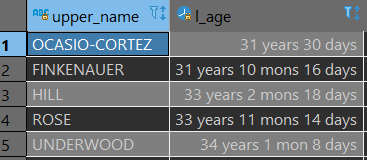 ABC upper_name l_age
1 OCASIO-CORTEZ 31 years 30 days
2 FINKENAUER 31 years 10 mons 16 days
3 HILL 33 years 2 mons 18 days
4 ROSE 33 years 11 mons 14 days
5 UNDERWOOD 34 years 1 mon 8 days